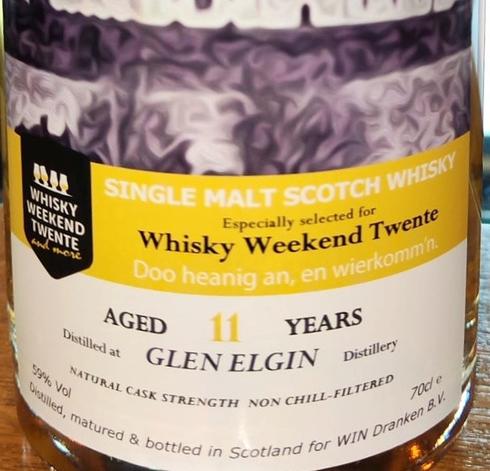 WHISKY
WEEKEND
TWENTE
and more
SINGLE MALT SCOTCH WHISKY
Especially selected for
Whisky Weekend Twente
Doo heanig an, en wierkomm'n.
AGED 11 YEARS
Distilled at GLEN ELGIN Distillery
NATURAL CASK STRENGTH NON CHILL-FILTERED
59% Vol 70cl e
Distilled, matured & bottled in Scotland for WIN Dranken B.V.